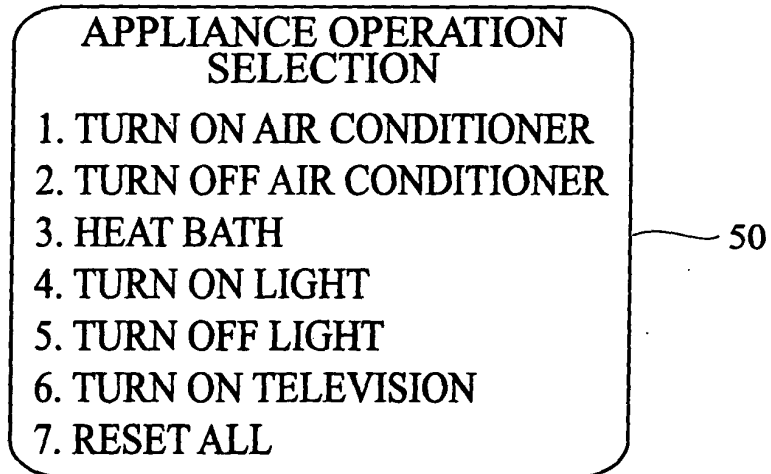 APPLIANCE OPERATION
SELECTION
1. TURN ON AIR CONDITIONER
2. TURN OFF AIR CONDITIONER
3. HEAT BATH
50
4. TURN ON LIGHT
5. TURN OFF LIGHT
6. TURN ON TELEVISION
7. RESET ALL